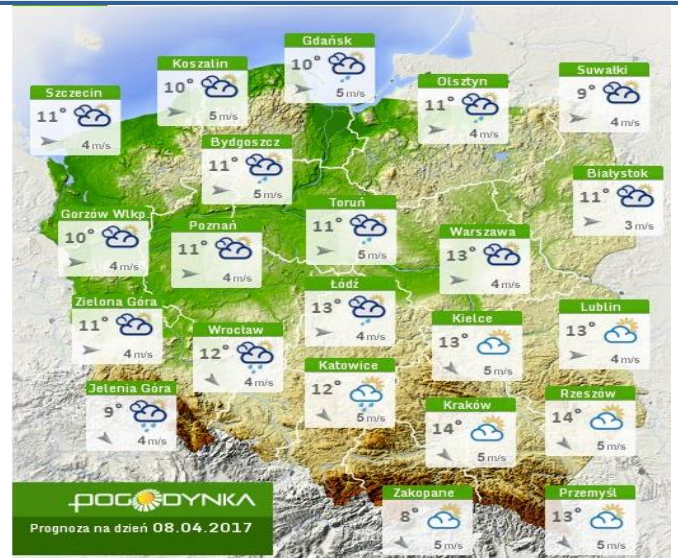 Gdańsk
10°
5 m/s
Koszalin
10°
5 m/s
Suwałki
9°
4 m/s
Olsztyn
11°
4 m/s
Szczecin
11°
4 m/s
Bydgoszcz
11°
5 m/s
Białystok
11°
3 m/s
Toruń
11°
5 m/s
Gorzów Wlkp.
10°
4 m/s
Poznań
11°
4 m/s
Warszawa
13°
4 m/s
Łódź
13°
4 m/s
Zielona Góra
11°
4 m/s
Lublin
13°
4 m/s
Kielce
13°
5 m/s
Wrocław
12°
4 m/s
Katowice
12°
5 m/s
Jelenia Góra
9°
4 m/s
Rzeszów
14°
5 m/s
Kraków
14°
5 m/s
Zakopane
8°
5 m/s
Przemyśl
13°
5 m/s
POGODYNKA
Prognoza na dzień 08.04.2017